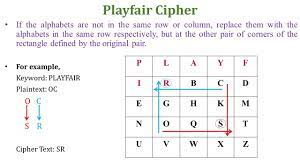 Playfair Cipher
• If the alphabets are not in the same row or column, replace them with the
alphabets in the same row respectively, but at the other pair of corners of the
rectangle defined by the original pair.
• For example,
Keyword: PLAYFAIR
Plaintext: OC
O C
S R
Cipher Text: SR
P L A Y F
I R B C D
E G H K M
N O Q S T
U V W X Z